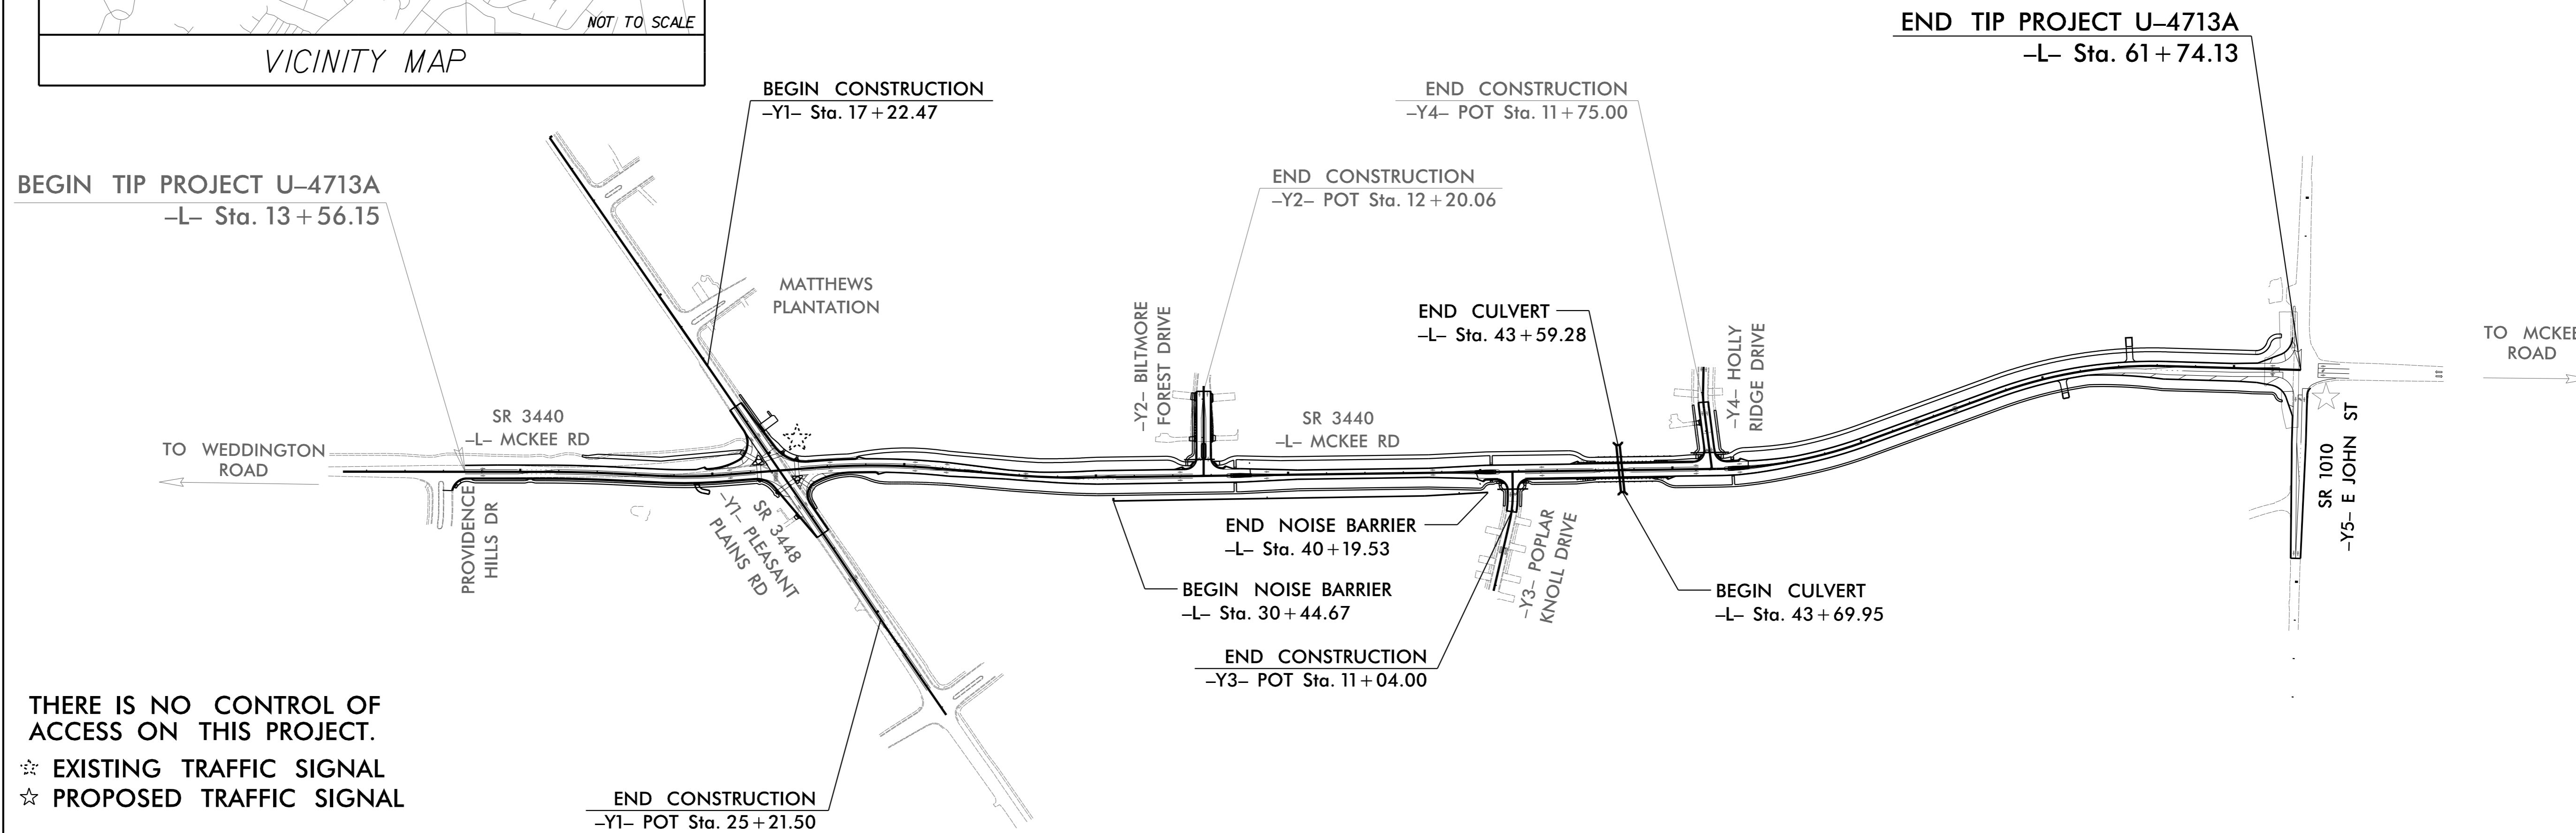 NOT TO SCALE
VICINITY MAP
END TIP PROJECT U–4713A
–L– Sta. 61+74.13
BEGIN CONSTRUCTION
–Y1– Sta. 17+22.47
END CONSTRUCTION
–Y4– POT Sta. 11+75.00
BEGIN TIP PROJECT U–4713A
–L– Sta. 13+56.15
END CONSTRUCTION
–Y2– POT Sta. 12+20.06
MATTHEWS
PLANTATION
–Y2– BILTMORE
FOREST DRIVE
END CULVERT
–L– Sta. 43+59.28
–Y4– HOLLY
RIDGE DRIVE
TO MCKEE
ROAD
SR 3440
–L– MCKEE RD
SR 3440
–L– MCKEE RD
TO WEDDINGTON
ROAD
SR 1010
–Y5– E JOHN ST
PROVIDENCE
HILLS DR
SR 3448
–Y1– PLEASANT
PLAINS RD
END NOISE BARRIER
–L– Sta. 40+19.53
–Y3– POPLAR
KNOLL DRIVE
BEGIN NOISE BARRIER
–L– Sta. 30+44.67
BEGIN CULVERT
–L– Sta. 43+69.95
END CONSTRUCTION
–Y3– POT Sta. 11+04.00
THERE IS NO CONTROL OF
ACCESS ON THIS PROJECT.
EXISTING TRAFFIC SIGNAL
PROPOSED TRAFFIC SIGNAL
END CONSTRUCTION
–Y1– POT Sta. 25+21.50